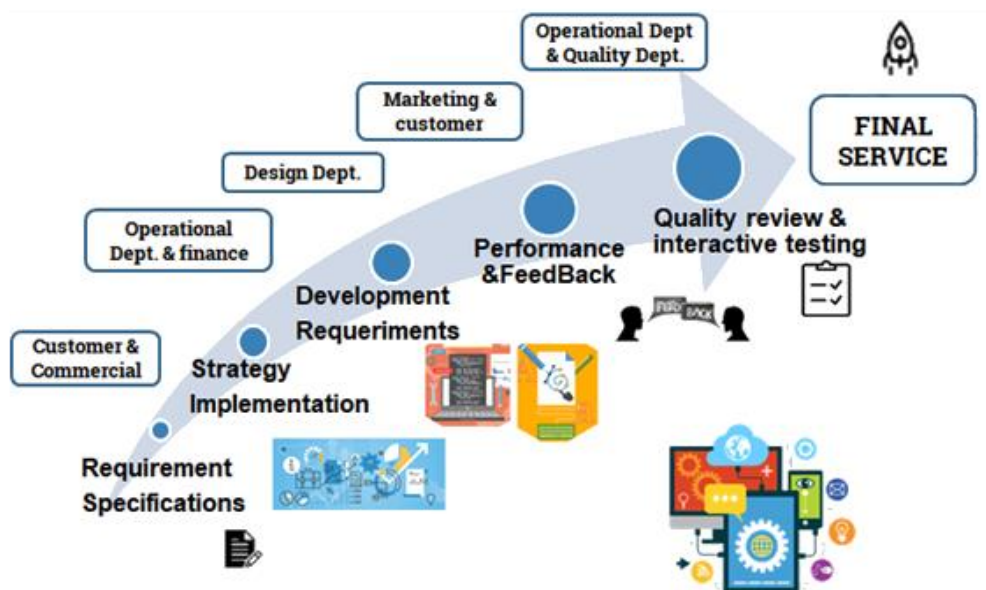 Operational Dept
& Quality Dept.
Marketing &
customer
FINAL
SERVICE
Design Dept.
Operational
Dept. & finance
Quality review &
interactive testing
Performance
&FeedBack
Development
Requeriments
Customer &
Commercial
Strategy
Implementation
Requirement
Specifications